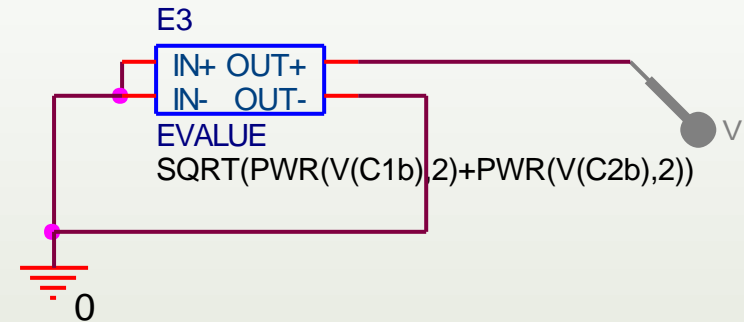 E3
IN+ OUT+
IN- OUT-
EVALUE
SQRT(PWR(V(C1b),2)+PWR(V(C2b),2))
V
0